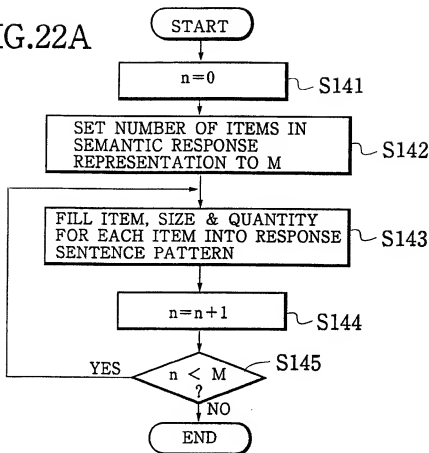 IG.22A
START
n=0
S141
SET NUMBER OF ITEMS IN
SEMANTIC RESPONSE
REPRESENTATION TO M
S142
FILL ITEM, SIZE & QUANTITY
FOR EACH ITEM INTO RESPONSE
SENTENCE PATTERN
S143
n=n+1
S144
n < M
?
S145
YES
NO
END